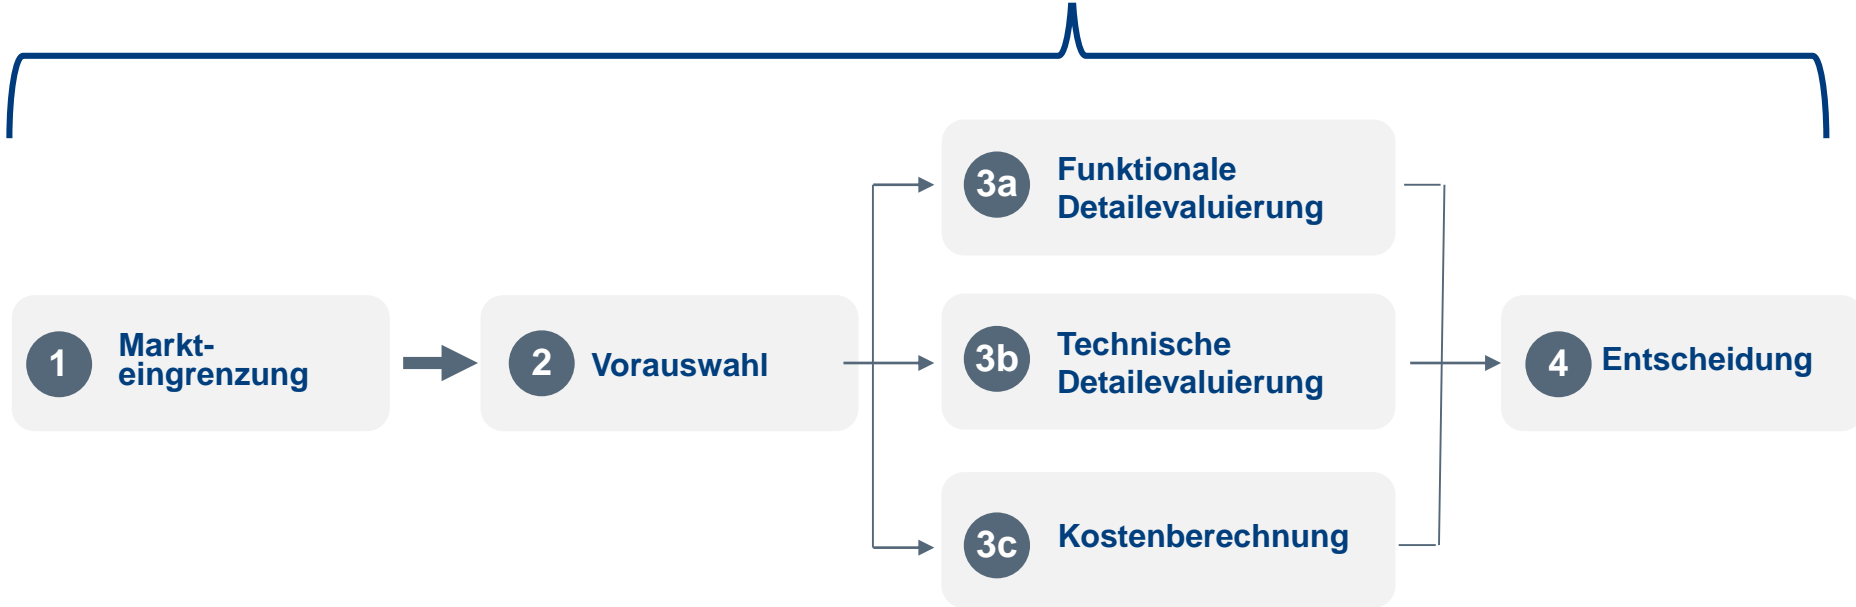 1
Markt-
eingrenzung
2
Vorauswahl
3a
Funktionale
Detailevaluierung
3b
Technische
Detailevaluierung
3c
Kostenberechnung
4
Entscheidung